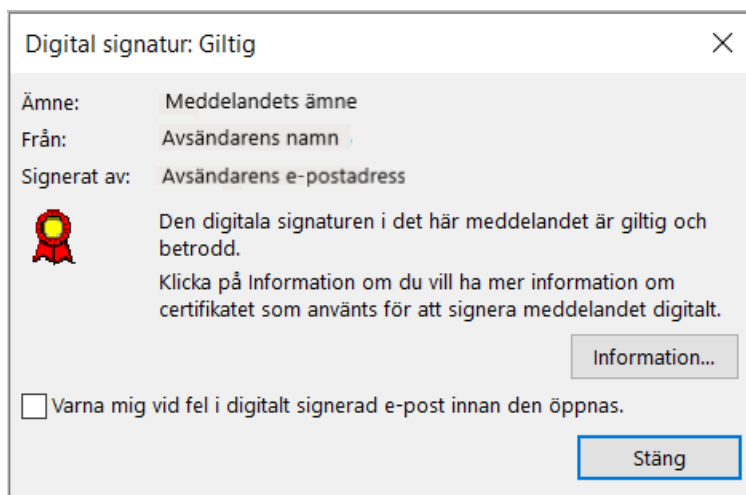 Digital signatur: Giltig
Ämne: Meddelandets ämne
Från: Avsändarens namn
Signerat av: Avsändarens e-postadress
Den digitala signaturen i det här meddelandet är giltig och
betrodd.
Klicka på Information om du vill ha mer information om
certifikatet som använts för att signera meddelandet digitalt.
Information...
Varna mig vid fel i digitalt signerad e-post innan den öppnas.
Stäng